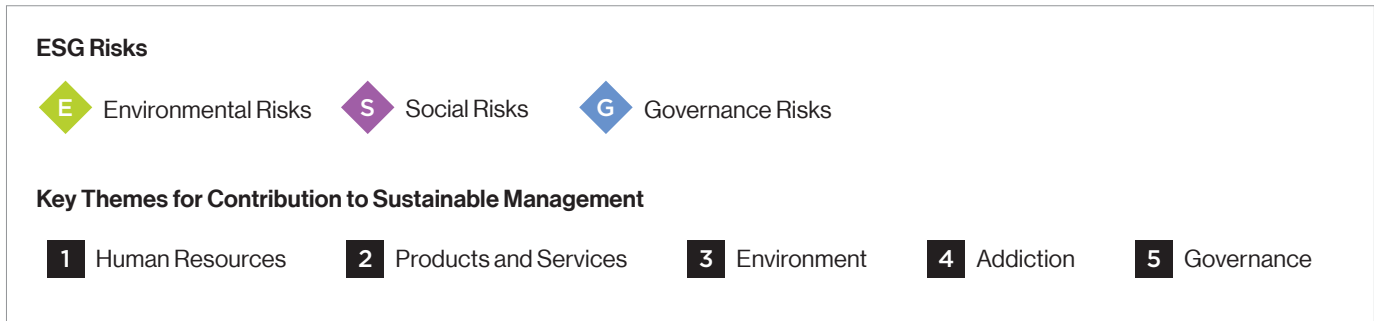 ESG Risks
E Environmental Risks S Social Risks G Governance Risks
Key Themes for Contribution to Sustainable Management
1 Human Resources 2 Products and Services 3 Environment 4 Addiction 5 Governance